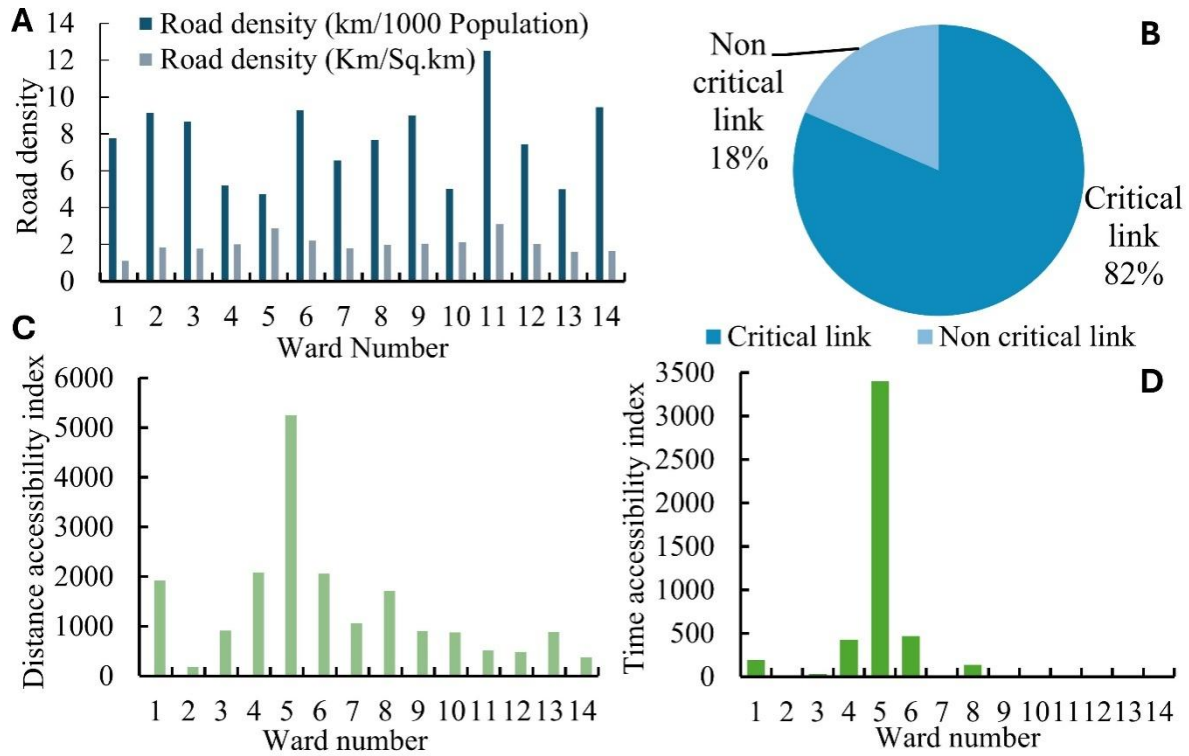 A
Road density (km/1000 Population)
Road density (Km/Sq.km)
Road density
14
12
10
8
6
4
2
0
1 2 3 4 5 6 7 8 9 10 11 12 13 14
Ward Number
B
Non
critical
link
18%
Critical
link
82%
Critical link Non critical link
C
Distance accessibility index
6000
5000
4000
3000
2000
1000
0
1 2 3 4 5 6 7 8 9 10 11 12 13 14
Ward number
D
Time accessibility index
3500
3000
2500
2000
1500
1000
500
0
1 2 3 4 5 6 7 8 9 10 11 12 13 14
Ward number